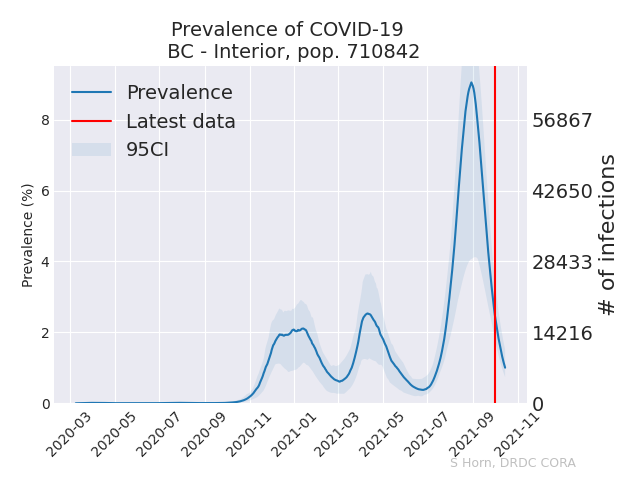 Prevalence of COVID-19
BC - Interior, pop. 710842
Prevalence
Latest data
95CI
Prevalence (%)
8
6
4
2
0
56867
42650
28433
14216
0
# of infections
2020-03
2020-05
2020-07
2020-09
2020-11
2021-01
2021-03
2021-05
2021-07
2021-09
2021-11
S Horn, DRDC CORA